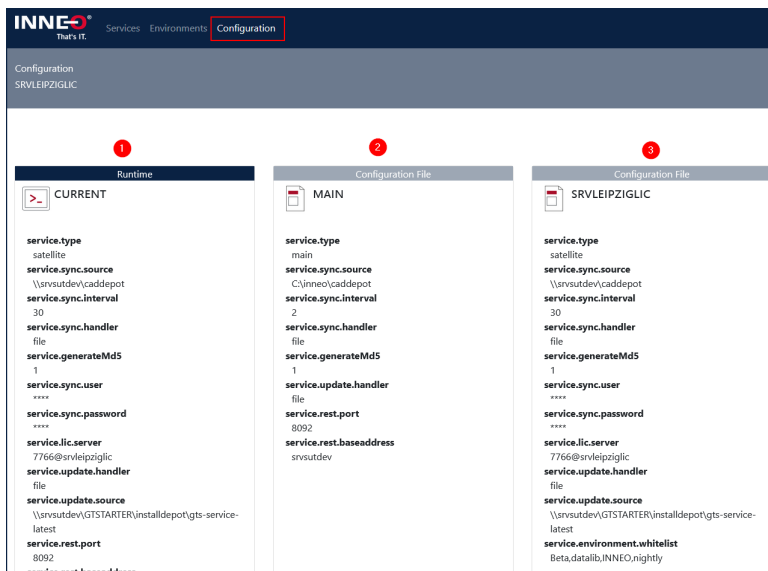 INNEO®
That's IT.
Services Environments Configuration
Configuration
SRVLEIPZIGLIC
1
2
3
Runtime
CURRENT
service.type
satellite
service.sync.source
\\srvsutdev\caddepot
service.sync.interval
30
service.sync.handler
file
service.generateMd5
1
service.sync.user
****
service.sync.password
****
service.lic.server
7766@srvleipziglic
service.update.handler
file
service.update.source
\\srvsutdev\GTSTARTER\installdepot\gts-service-
latest
service.rest.port
8092
service.rest.baseaddress
Configuration File
MAIN
service.type
main
service.sync.source
C:\inneo\caddepot
service.sync.interval
2
service.sync.handler
file
service.generateMd5
1
service.update.handler
file
service.rest.port
8092
service.rest.baseaddress
srvsutdev
Configuration File
SRVLEIPZIGLIC
service.type
satellite
service.sync.source
\\srvsutdev\caddepot
service.sync.interval
30
service.sync.handler
file
service.generateMd5
1
service.sync.user
****
service.sync.password
****
service.lic.server
7766@srvleipziglic
service.update.handler
file
service.update.source
\\srvsutdev\GTSTARTER\installdepot\gts-service-
latest
service.environment.whitelist
Beta,datalib,INNEO,nightly